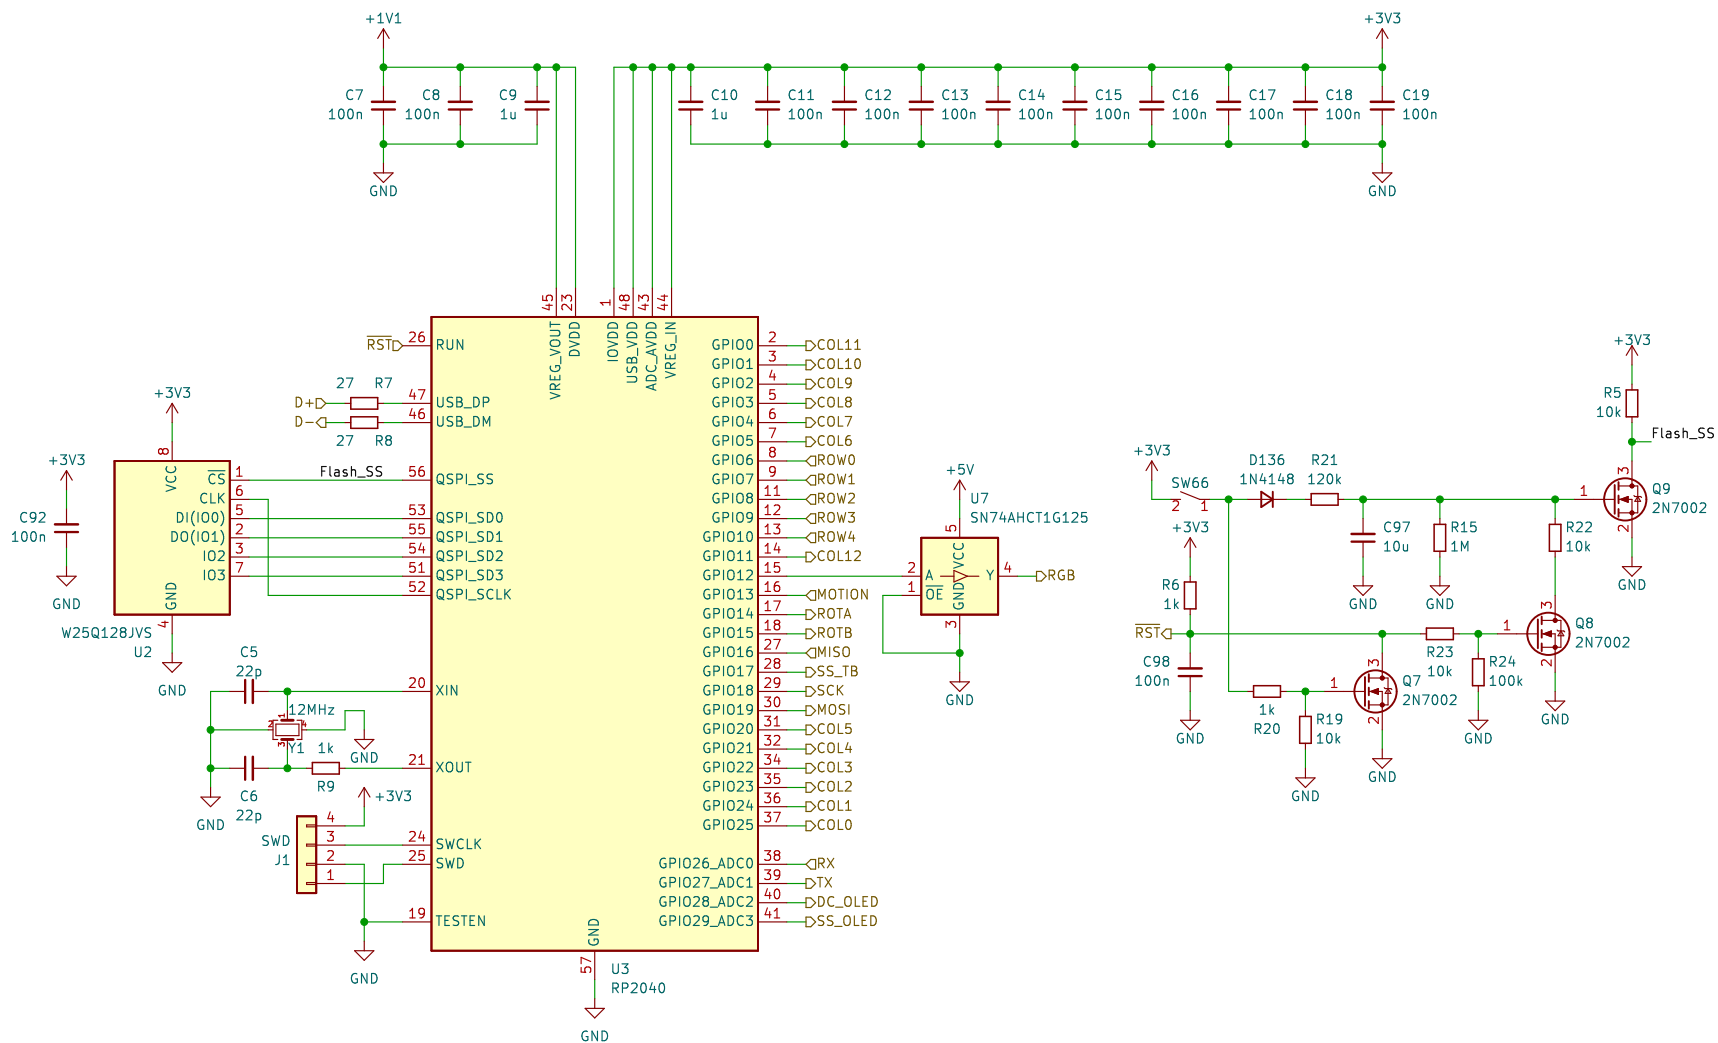 +1V1
+3V3
C7
100n
C8
100n
C9
1u
C10
1u
C11
100n
C12
100n
C13
100n
C14
100n
C15
100n
C16
100n
C17
100n
C18
100n
C19
100n
GND
GND
45
23
1
48
43
44
VREG_VOUT
DVDD
IOVDD
USB_VDD
ADC_AVDD
VREG_IN
RST
26
RUN
27
R7
D+
47
USB_DP
D-
46
USB_DM
27
R8
Flash_SS
56
QSPI_SS
53
QSPI_SD0
55
QSPI_SD1
54
QSPI_SD2
51
QSPI_SD3
52
QSPI_SCLK
20
XIN
21
XOUT
24
SWCLK
25
SWD
19
TESTEN
GND
57
U3
RP2040
GND
GPIO0
2
COL11
GPIO1
3
COL10
GPIO2
4
COL9
GPIO3
5
COL8
GPIO4
6
COL7
GPIO5
7
COL6
GPIO6
8
ROW0
GPIO7
9
ROW1
GPIO8
11
ROW2
GPIO9
12
ROW3
GPIO10
13
ROW4
GPIO11
14
COL12
GPIO12
15
GPIO13
16
MOTION
GPIO14
17
ROTA
GPIO15
18
ROTB
GPIO16
27
MISO
GPIO17
28
SS_TB
GPIO18
29
SCK
GPIO19
30
MOSI
GPIO20
31
COL5
GPIO21
32
COL4
GPIO22
34
COL3
GPIO23
35
COL2
GPIO24
36
COL1
GPIO25
37
COL0
GPIO26_ADC0
38
RX
GPIO27_ADC1
39
TX
GPIO28_ADC2
40
DC_OLED
GPIO29_ADC3
41
SS_OLED
+3V3
8
VCC
CS
1
CLK
6
DI(IO0)
5
DO(IO1)
2
IO2
3
IO3
7
GND
4
W25Q128JVS
U2
GND
+3V3
C92
100n
GND
C5
22p
12MHz
1
2
4
3
Y1
1k
R9
GND
C6
22p
GND
+3V3
SWD
J1
4
3
2
1
GND
+5V
U7
SN74AHCT1G125
5
VCC
2
A
1
OE
GND
3
Y
4
RGB
GND
+3V3
SW66
2
1
D136
1N4148
R21
120k
C97
10u
GND
R15
1M
GND
R22
10k
+3V3
R5
10k
Flash_SS
3
1
Q9
2N7002
2
GND
+3V3
R6
1k
RST
C98
100n
GND
1k
R20
R19
10k
GND
3
1
Q7
2N7002
2
GND
R23
10k
R24
100k
GND
3
1
Q8
2N7002
2
GND